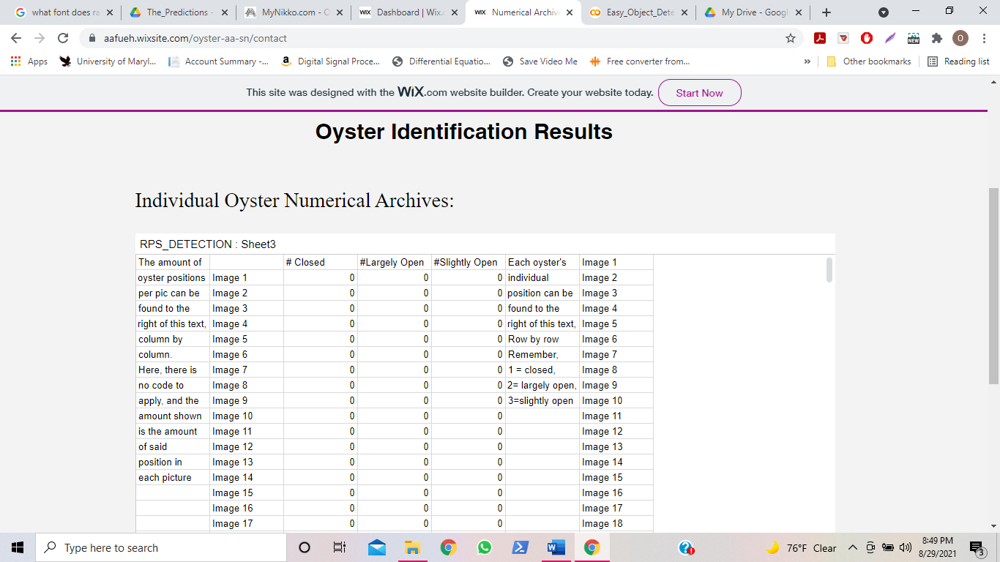 what font does ra
The_Predictions -
MyNikko.com - O
WiX Dashboard | Wix.c
WiX Numerical Archiv
Easy_Object_Dete
My Drive - Googl
aafueh.wixsite.com/oyster-aa-sn/contact
NEW
O
Apps
University of Maryl...
Account Summary -...
Digital Signal Proce...
Differential Equatio...
Save Video Me
Free converter from...
»
Other bookmarks
Reading list
This site was designed with the WiX.com website builder. Create your website today.
Start Now
Oyster Identification Results
Individual Oyster Numerical Archives:
RPS_DETECTION : Sheet3
The amount of # Closed #Largely Open #Slightly Open Each oyster's Image 1
oyster positions Image 1 0 0 0 individual Image 2
per pic can be Image 2 0 0 0 position can be Image 3
found to the Image 3 0 0 0 found to the Image 4
right of this text, Image 4 0 0 0 right of this text, Image 5
column by Image 5 0 0 0 Row by row Image 6
column. Image 6 0 0 0 Remember, Image 7
Here, there is Image 7 0 0 0 1 = closed, Image 8
no code to Image 8 0 0 0 2= largely open, Image 9
apply, and the Image 9 0 0 0 3=slightly open Image 10
amount shown Image 10 0 0 0 Image 11
is the amount Image 11 0 0 0 Image 12
of said Image 12 0 0 0 Image 13
position in Image 13 0 0 0 Image 14
each picture Image 14 0 0 0 Image 15
Image 15 0 0 0 Image 16
Image 16 0 0 0 Image 17
Image 17 0 0 0 Image 18
Type here to search
76°F Clear
8:49 PM
8/29/2021
3